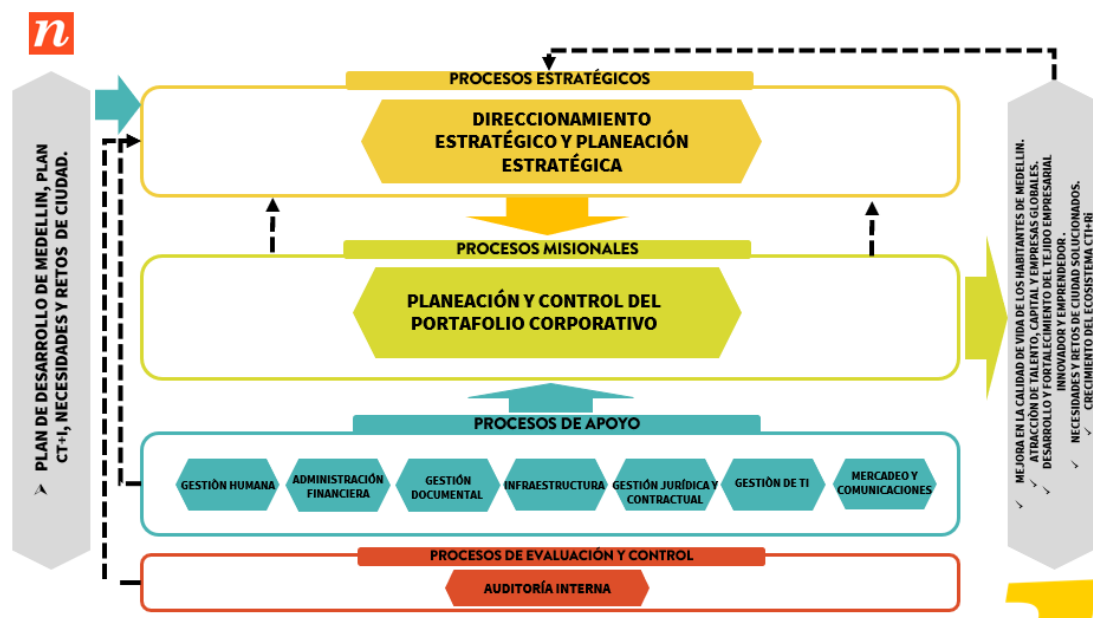 n
PLAN DE DESARROLLO DE MEDELLIN, PLAN
CT+I, NECESIDADES Y RETOS DE CIUDAD.
PROCESOS ESTRATÉGICOS
DIRECCIONAMIENTO
ESTRATÉGICO Y PLANEACIÓN
ESTRATÉGICA
PROCESOS MISIONALES
PLANEACIÓN Y CONTROL DEL
PORTAFOLIO CORPORATIVO
PROCESOS DE APOYO
GESTIÒN HUMANA
ADMINISTRACIÓN
FINANCIERA
GESTIÓN
DOCUMENTAL
INFRAESTRUCTURA
GESTIÓN JURÍDICA Y
CONTRACTUAL
GESTIÒN DE TI
MERCADEO Y
COMUNICACIONES
PROCESOS DE EVALUACIÓN Y CONTROL
AUDITORÍA INTERNA
MEJORA EN LA CALIDAD DE VIDA DE LOS HABITANTES DE MEDELLIN.
ATRACCIÓN DE TALENTO, CAPITAL Y EMPRESAS GLOBALES.
DESARROLLO Y FORTALECIMIENTO DEL TEJIDO EMPRESARIAL
INNOVADOR Y EMPRENDEDOR.
NECESIDADES Y RETOS DE CIUDAD SOLUCIONADOS.
CRECIMIENTO DEL ECOSISTEMA CTI+Ri